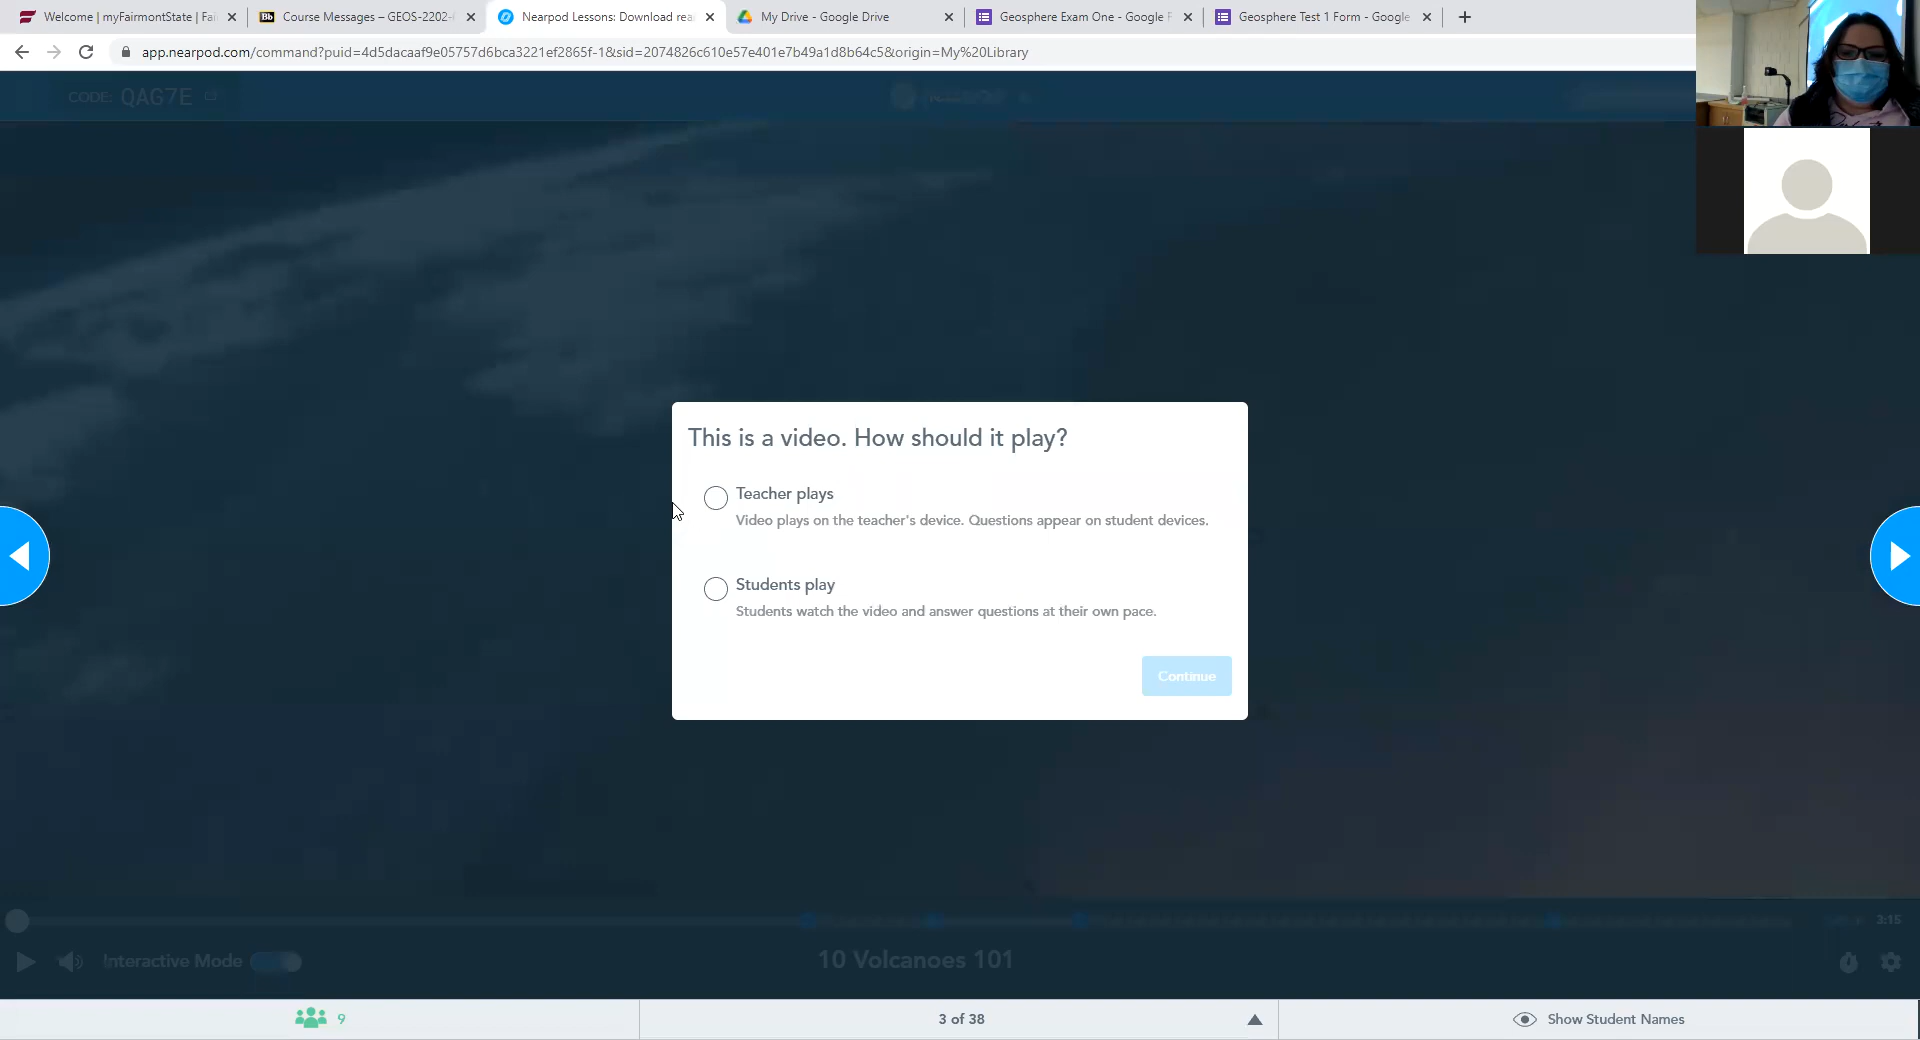 Welcome | myFairmontState | Fai
Course Messages – GEOS-2202-
Nearpod Lessons: Download rea
My Drive - Google Drive
Geosphere Exam One - Google F
Geosphere Test 1 Form - Google
app.nearpod.com/command?puid=4d5dacaaf9e05757d6bca3221ef2865f-1&sid=2074826c610e57e401e7b49a1d8b64c5&origin=My%20Library
CODE: QAG7E
This is a video. How should it play?
Teacher plays
Video plays on the teacher's device. Questions appear on student devices.
Students play
Students watch the video and answer questions at their own pace.
Continue
3:15
Interactive Mode
10 Volcanoes 101
9
3 of 38
Show Student Names